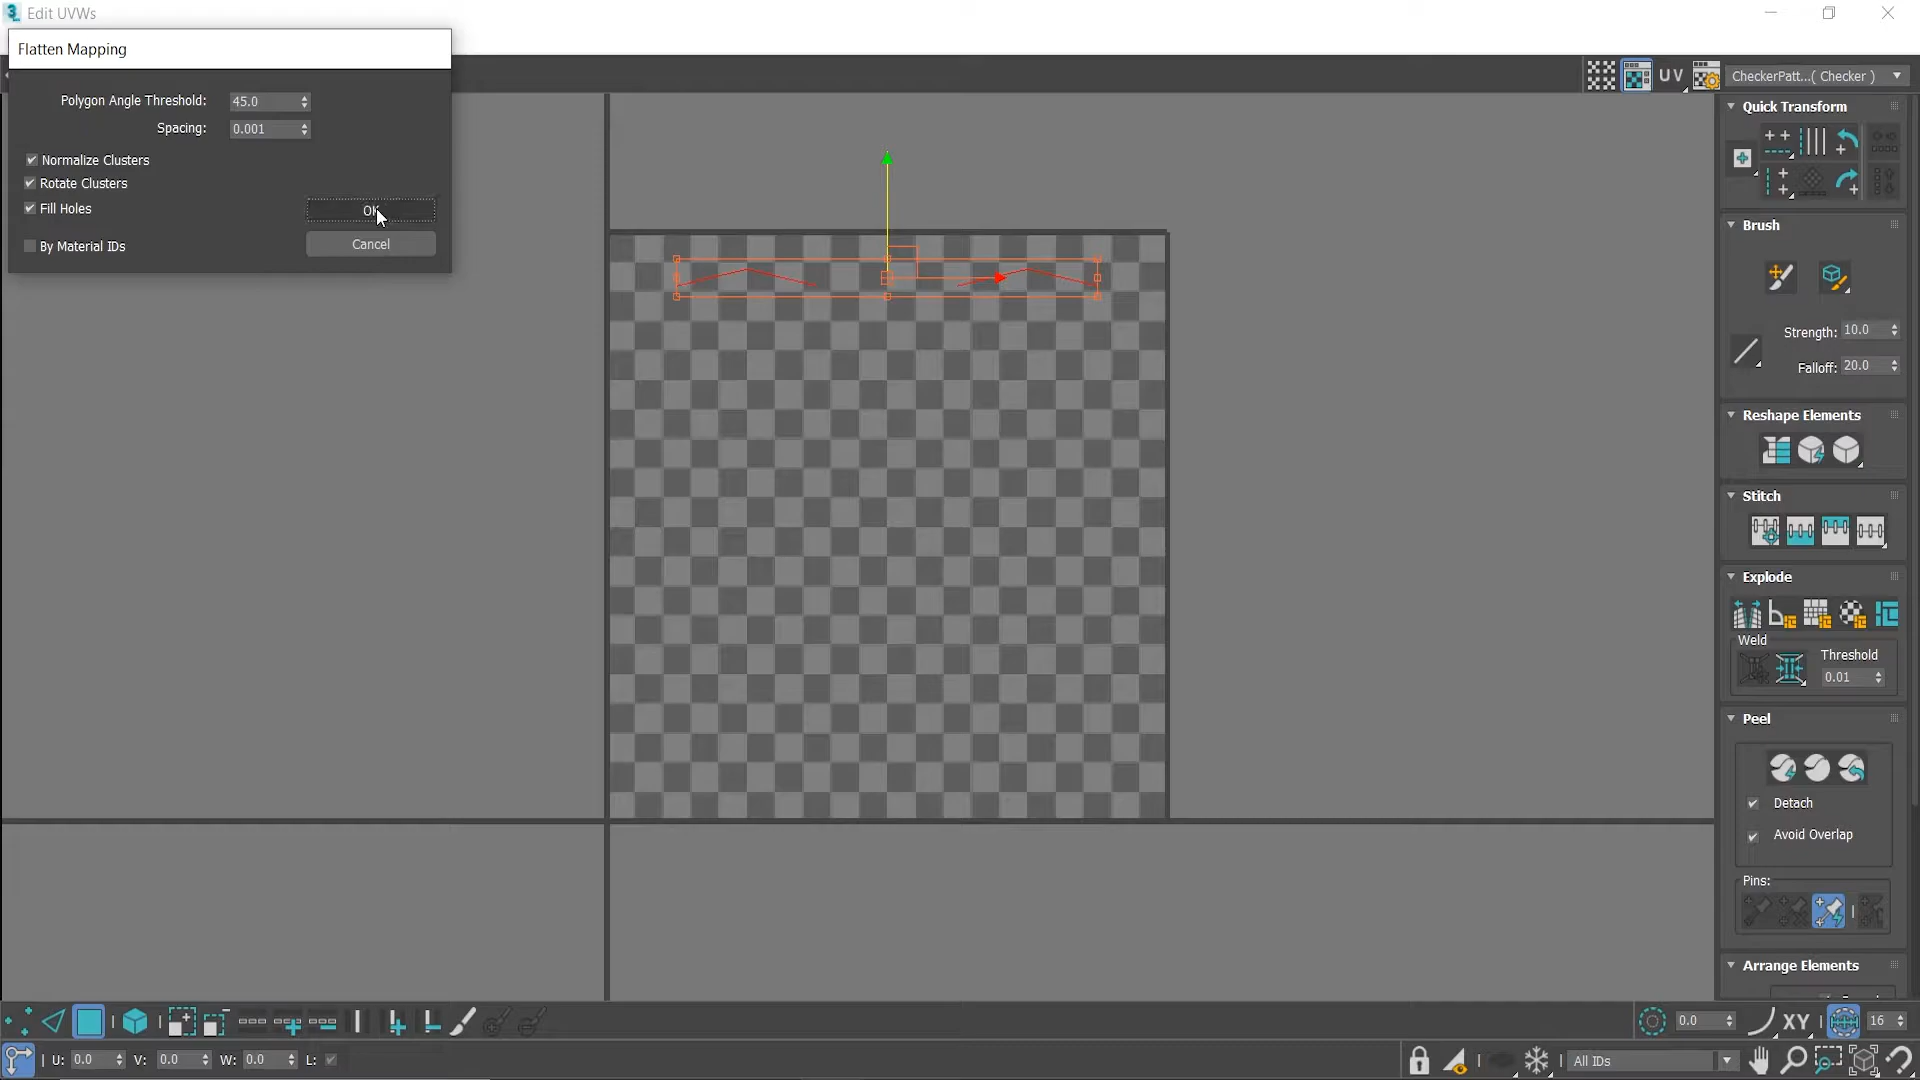 Edit UVWs
Flatten Mapping
Polygon Angle Threshold: 45.0
Spacing: 0.001
Normalize Clusters
Rotate Clusters
Fill Holes
OK
By Material IDs
Cancel
UV
CheckerPatt...( Checker )
Quick Transform
Brush
Strength: 10.0
Falloff: 20.0
Reshape Elements
Stitch
Explode
Weld
Threshold
0.01
Peel
Detach
Avoid Overlap
Pins:
Arrange Elements
0.0
XY
16
U: 0.0
V: 0.0
W: 0.0
L:
All IDs